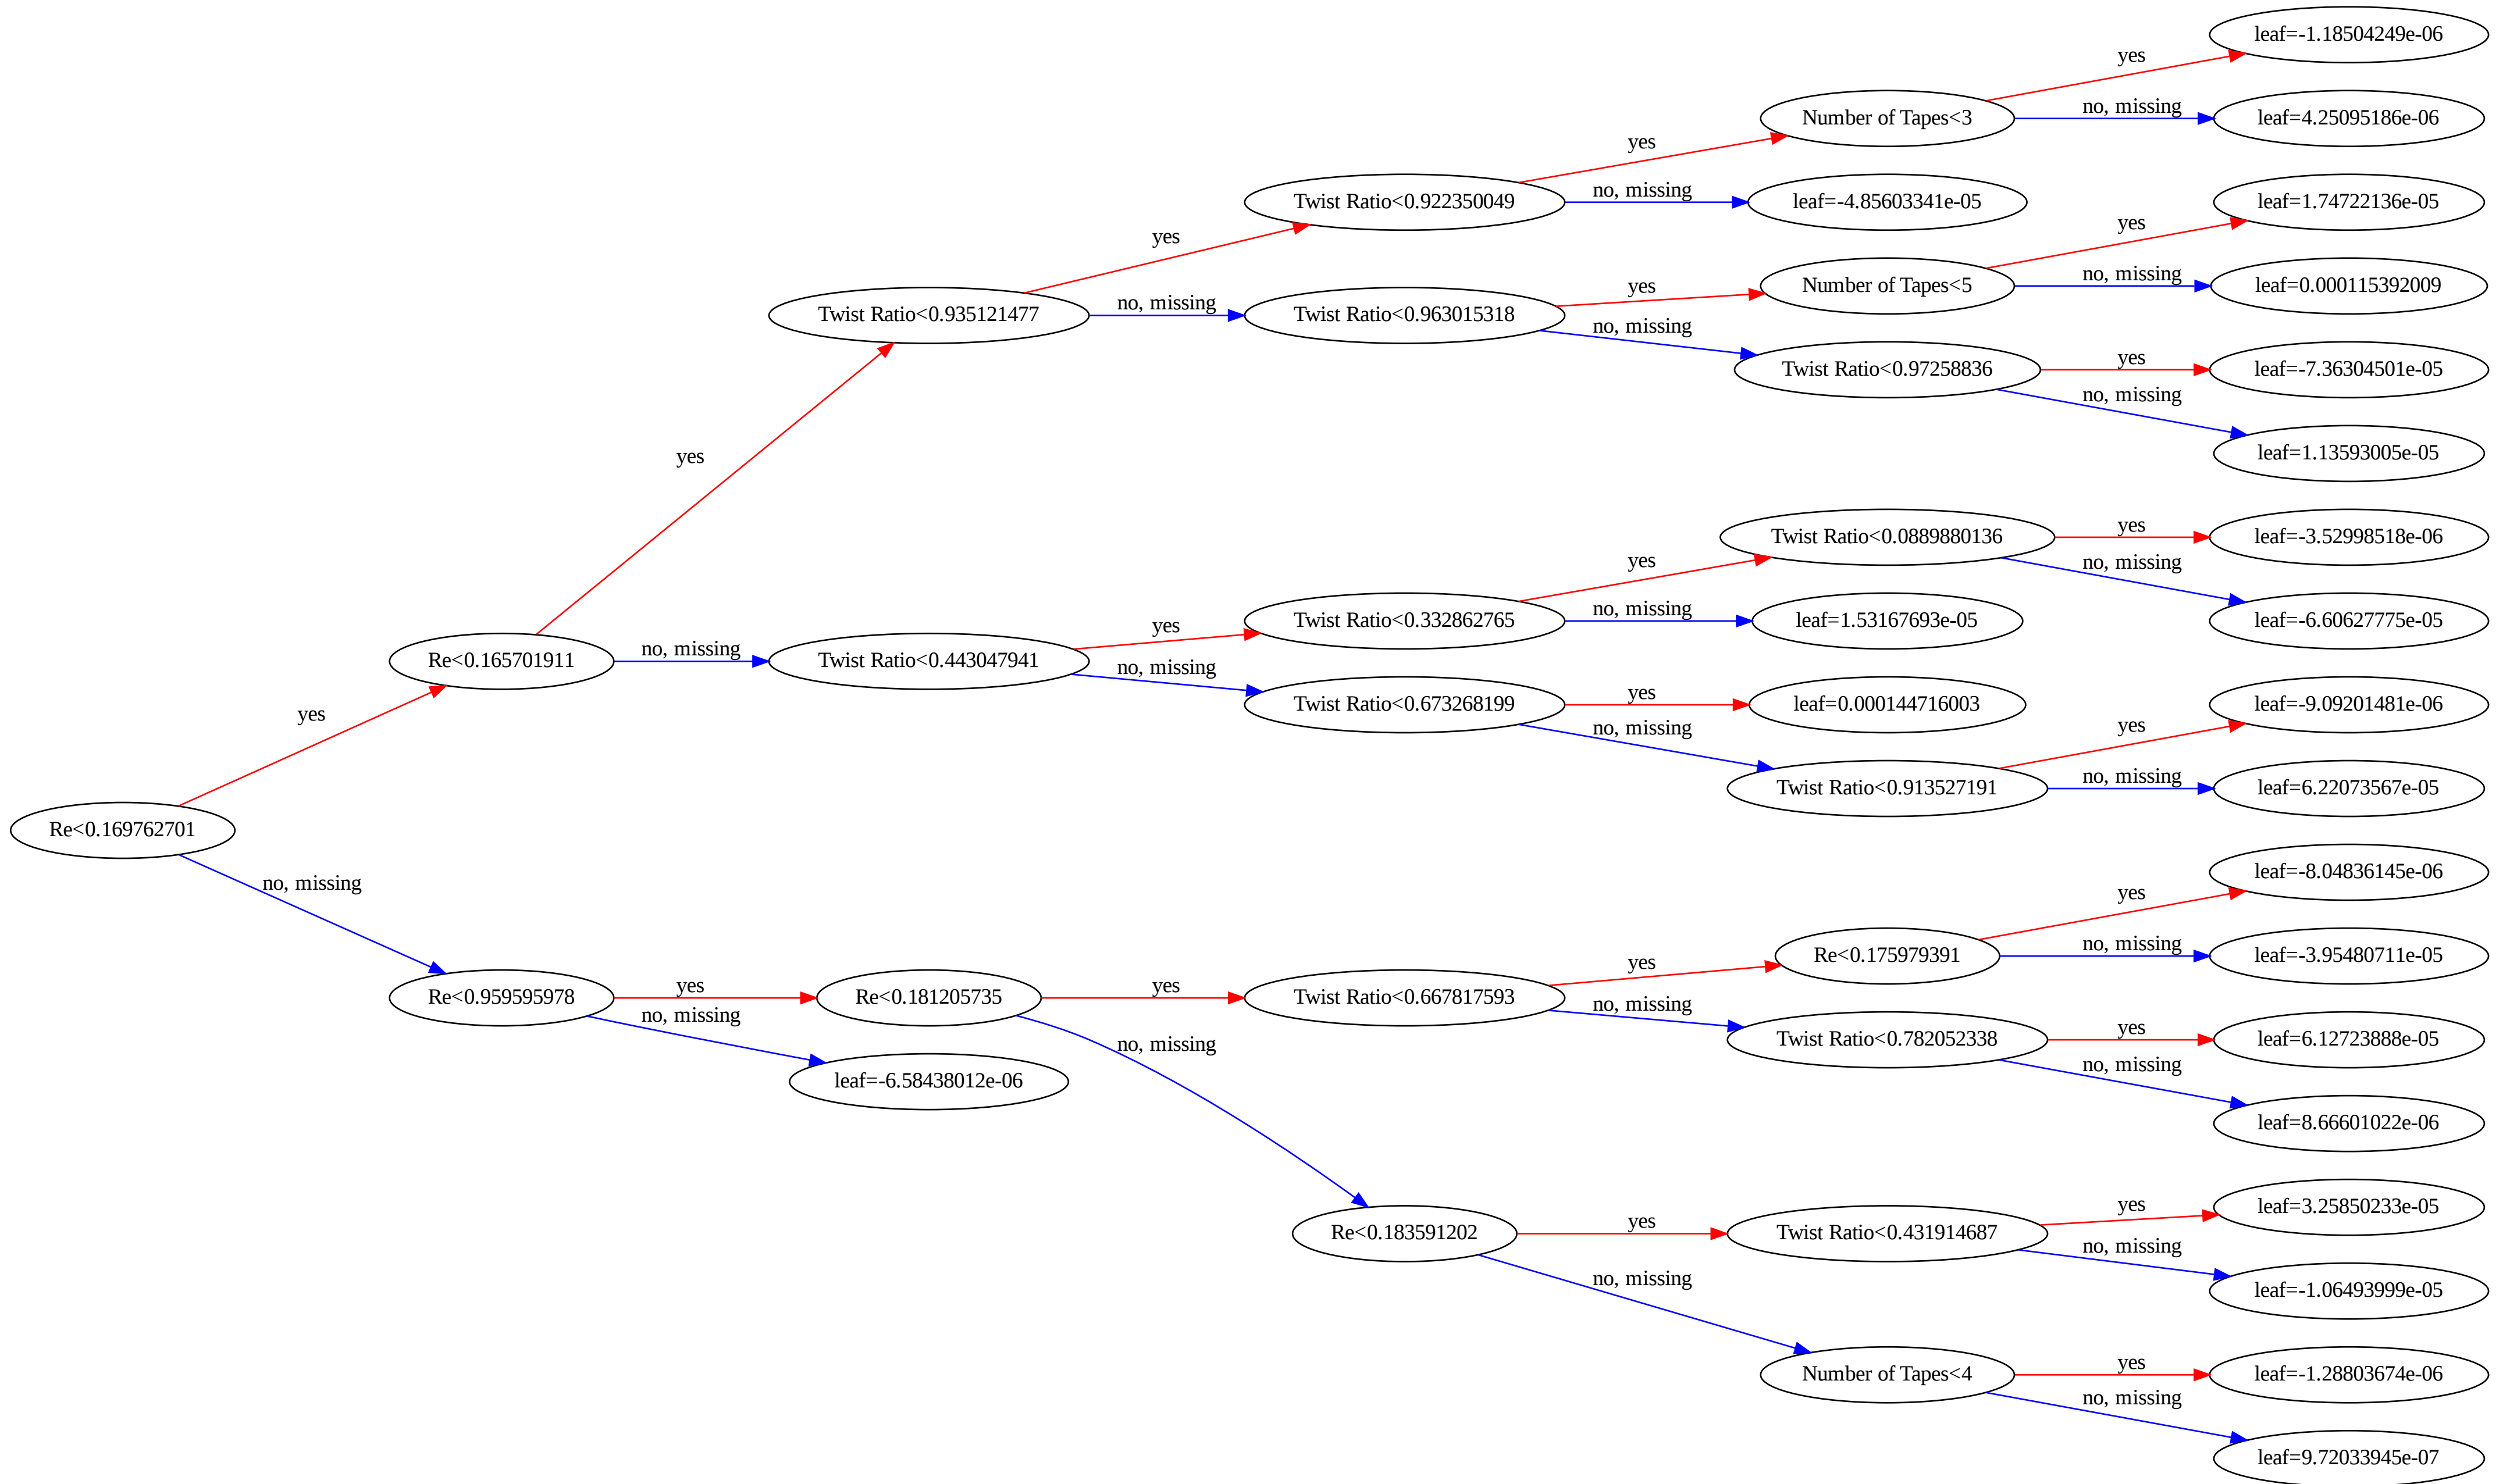 leaf=-1.18504249e-06
yes
Number of Tapes<3
no, missing
leaf=4.25095186e-06
yes
Twist Ratio<0.922350049
no, missing
leaf=-4.85603341e-05
leaf=1.74722136e-05
yes
yes
Number of Tapes<5
no, missing
leaf=0.000115392009
yes
Twist Ratio<0.935121477
no, missing
Twist Ratio<0.963015318
no, missing
Twist Ratio<0.97258836
yes
leaf=-7.36304501e-05
no, missing
leaf=1.13593005e-05
yes
Twist Ratio<0.0889880136
yes
leaf=-3.52998518e-06
no, missing
yes
Twist Ratio<0.332862765
no, missing
leaf=1.53167693e-05
leaf=-6.60627775e-05
yes
Re<0.165701911
no, missing
Twist Ratio<0.443047941
no, missing
Twist Ratio<0.673268199
yes
leaf=0.000144716003
leaf=-9.09201481e-06
yes
no, missing
yes
Twist Ratio<0.913527191
no, missing
leaf=6.22073567e-05
Re<0.169762701
no, missing
leaf=-8.04836145e-06
yes
Re<0.175979391
no, missing
leaf=-3.95480711e-05
yes
Re<0.959595978
yes
Re<0.181205735
yes
Twist Ratio<0.667817593
no, missing
Twist Ratio<0.782052338
yes
leaf=6.12723888e-05
no, missing
leaf=-6.58438012e-06
no, missing
no, missing
leaf=8.66601022e-06
Re<0.183591202
yes
Twist Ratio<0.431914687
yes
leaf=3.25850233e-05
no, missing
leaf=-1.06493999e-05
no, missing
Number of Tapes<4
yes
leaf=-1.28803674e-06
no, missing
leaf=9.72033945e-07